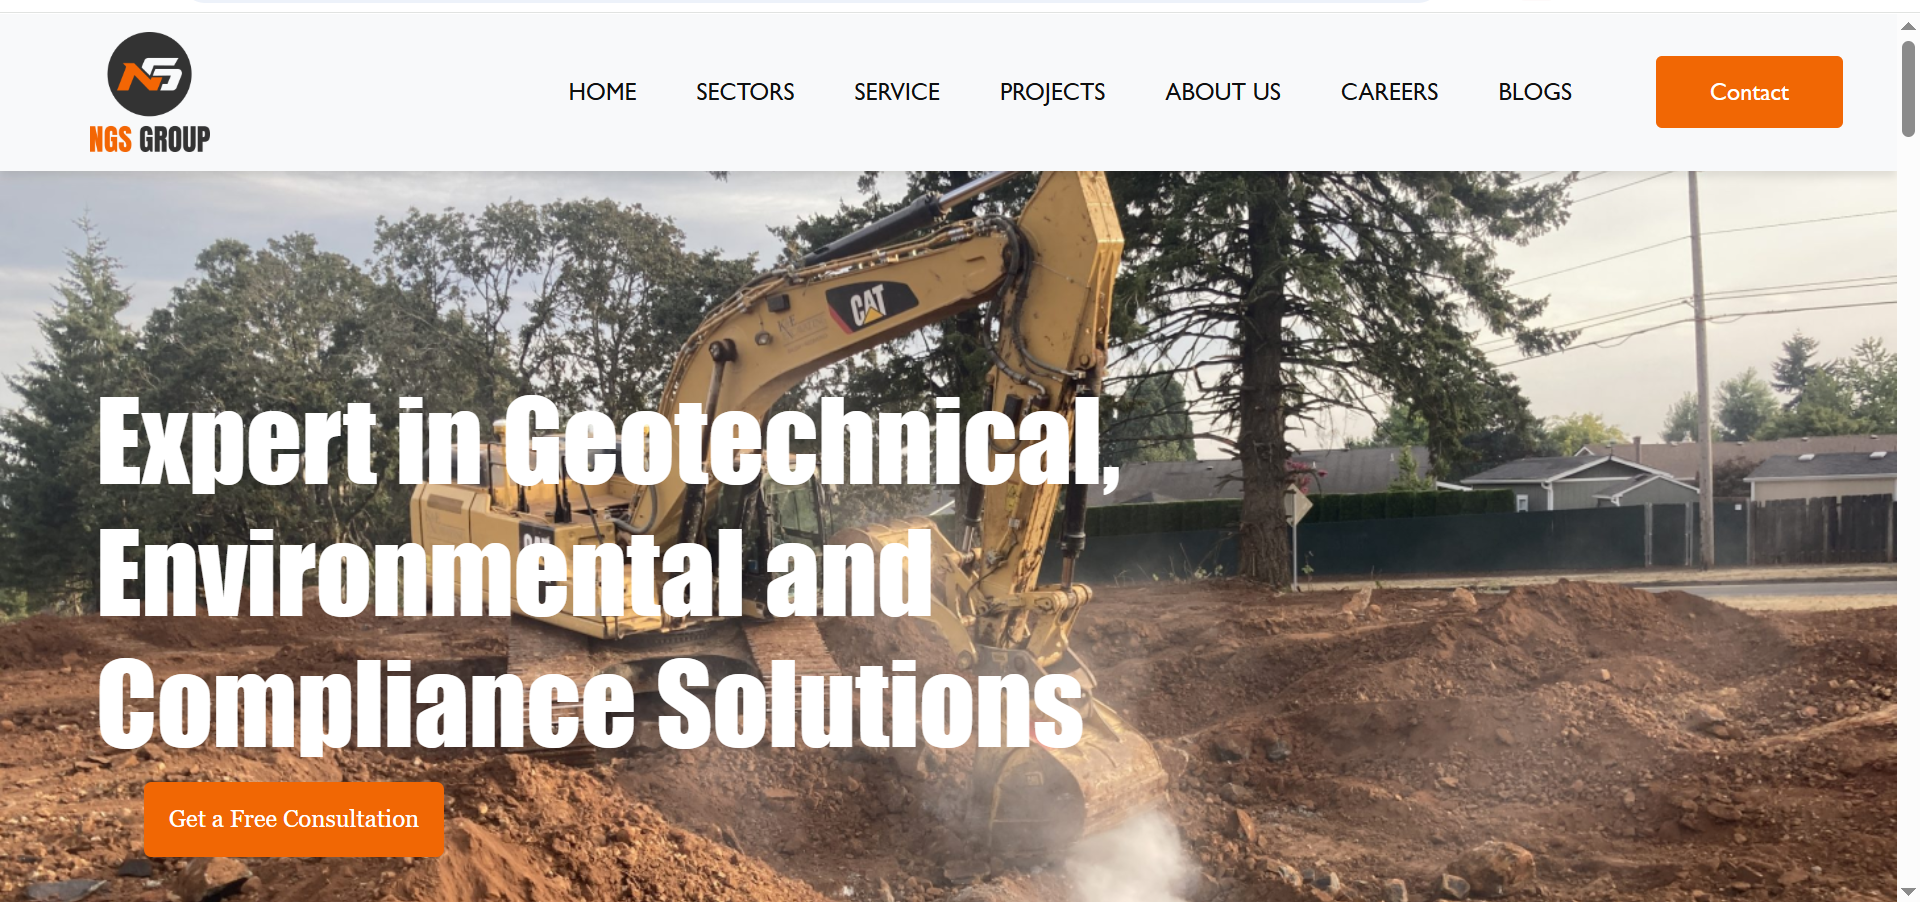 NGS GROUP
HOME SECTORS SERVICE PROJECTS ABOUT US CAREERS BLOGS Contact
CAT
Expert in Geotechnical,
Environmental and
Compliance Solutions
Get a Free Consultation